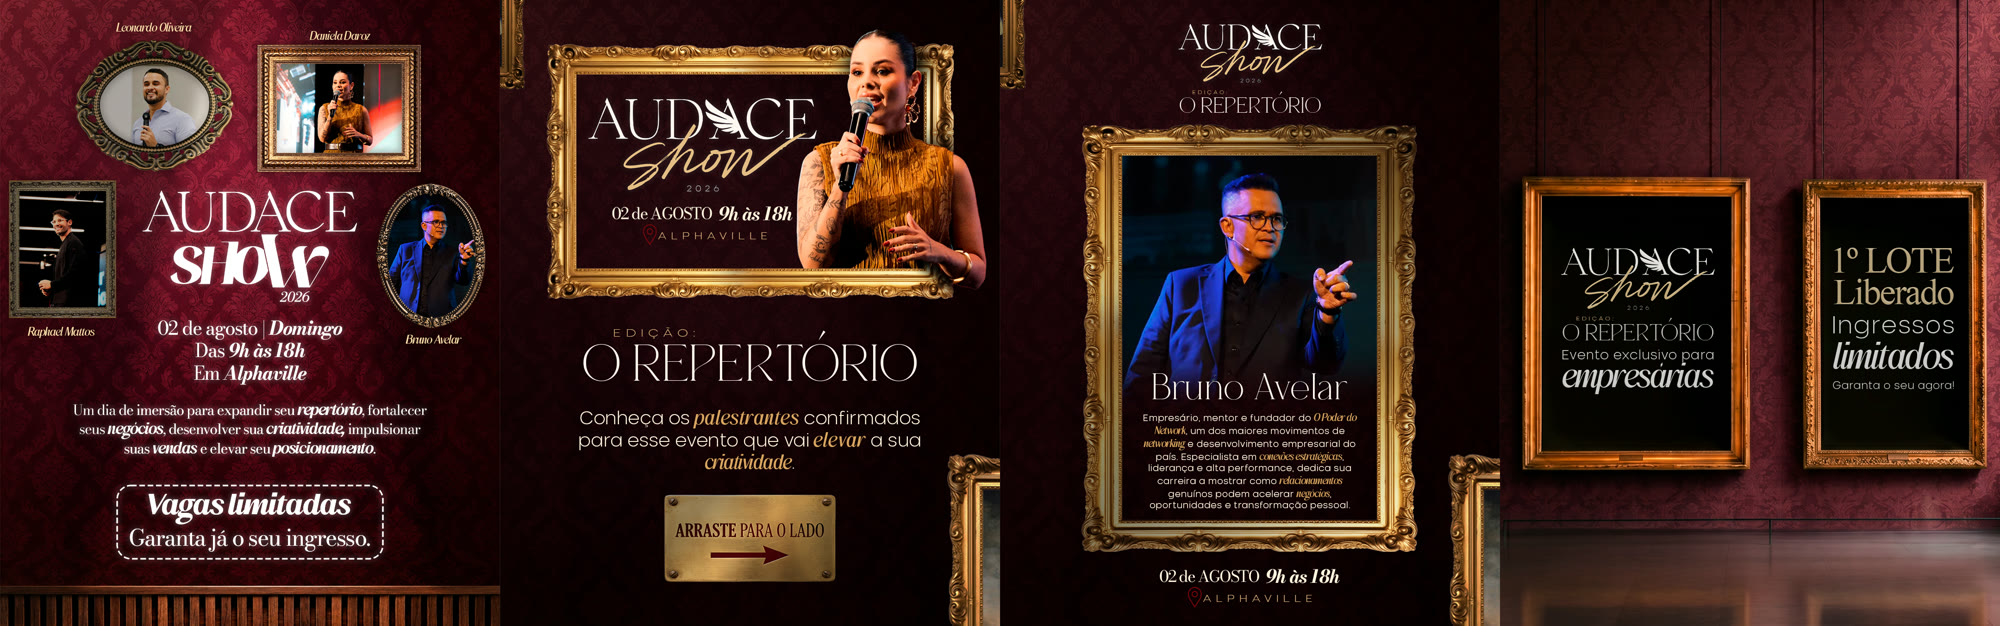 Leonardo Oliveira
Daniela Daroz
AUDACE
SHOW
2026
Raphael Mattos
Bruno Avelar
02 de agosto | Domingo
Das 9h às 18h
Em Alphaville
Um dia de imersão para expandir seu repertório, fortalecer
seus negócios, desenvolver sua criatividade, impulsionar
suas vendas e elevar seu posicionamento.
Vagas limitadas
Garanta já o seu ingresso.
AUDACE
show
2026
02 de AGOSTO 9h às 18h
ALPHAVILLE
EDIÇÃO:
O REPERTÓRIO
Conheça os palestrantes confirmados
para esse evento que vai elevar a sua
criatividade.
ARRASTE PARA O LADO
AUDACE
show
2026
EDIÇÃO:
O REPERTÓRIO
Bruno Avelar
Empresário, mentor e fundador do O Poder do
Network, um dos maiores movimentos de
networking e desenvolvimento empresarial do
país. Especialista em conexões estratégicas,
liderança e alta performance, dedica sua
carreira a mostrar como relacionamentos
genuínos podem acelerar negócios,
oportunidades e transformação pessoal.
02 de AGOSTO 9h às 18h
ALPHAVILLE
AUDACE
show
2026
EDIÇÃO:
O REPERTÓRIO
Evento exclusivo para
empresárias
1º LOTE
Liberado
Ingressos
limitados
Garanta o seu agora!